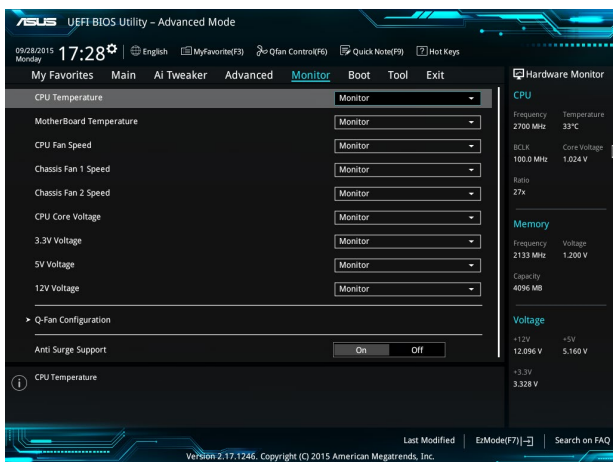 ASUS UEFI BIOS Utility – Advanced Mode
09/28/2015 Monday 17:28 English MyFavorite(F3) Qfan Control(F6) Quick Note(F9) ? Hot Keys
My Favorites Main Ai Tweaker Advanced Monitor Boot Tool Exit
CPU Temperature Monitor
MotherBoard Temperature Monitor
CPU Fan Speed Monitor
Chassis Fan 1 Speed Monitor
Chassis Fan 2 Speed Monitor
CPU Core Voltage Monitor
3.3V Voltage Monitor
5V Voltage Monitor
12V Voltage Monitor
Q-Fan Configuration
Anti Surge Support On Off
i CPU Temperature
Hardware Monitor
CPU
Frequency Temperature
2700 MHz 33°C
BCLK Core Voltage
100.0 MHz 1.024 V
Ratio
27x
Memory
Frequency Voltage
2133 MHz 1.200 V
Capacity
4096 MB
Voltage
+12V +5V
12.096 V 5.160 V
+3.3V
3.328 V
Last Modified EzMode(F7) Search on FAQ
Version 2.17.1246. Copyright (C) 2015 American Megatrends, Inc.